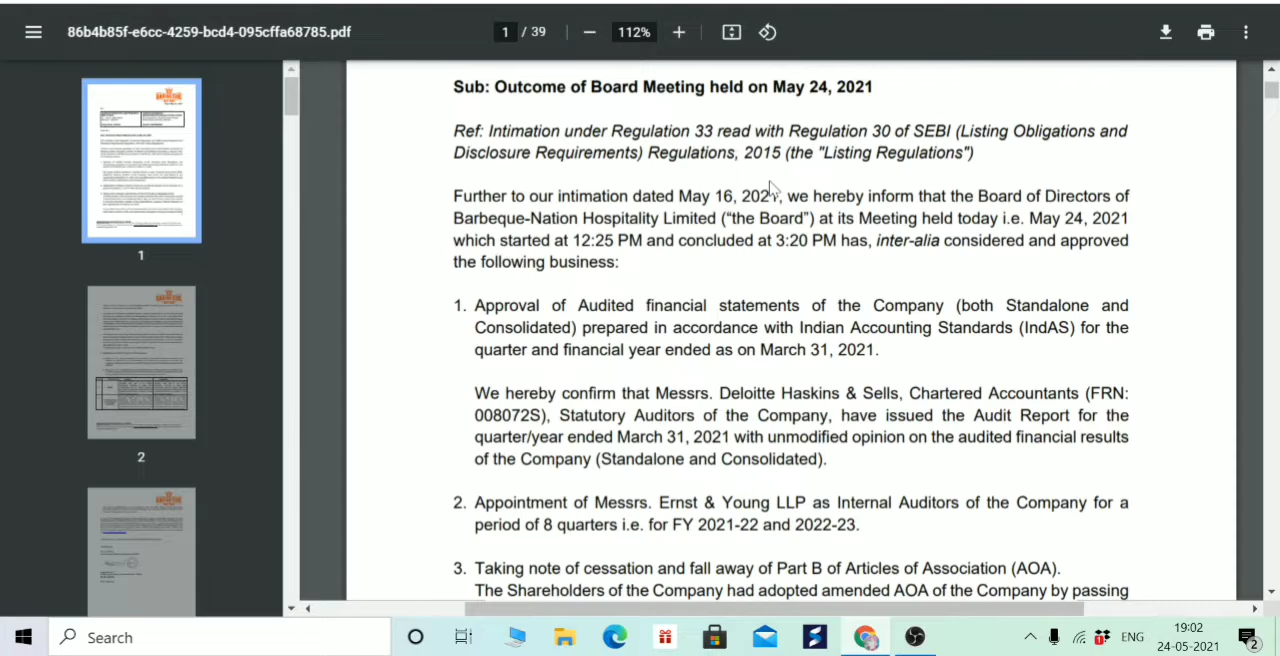 86b4b85f-e6cc-4259-bcd4-095cffa68785.pdf
1 / 39
112%
Sub: Outcome of Board Meeting held on May 24, 2021
Ref: Intimation under Regulation 33 read with Regulation 30 of SEBI (Listing Obligations and
Disclosure Requirements) Regulations, 2015 (the "Listing Regulations")
Further to our intimation dated May 16, 2021, we hereby inform that the Board of Directors of
Barbeque-Nation Hospitality Limited (“the Board”) at its Meeting held today i.e. May 24, 2021
which started at 12:25 PM and concluded at 3:20 PM has, inter-alia considered and approved
the following business:
1. Approval of Audited financial statements of the Company (both Standalone and
Consolidated) prepared in accordance with Indian Accounting Standards (IndAS) for the
quarter and financial year ended as on March 31, 2021.
We hereby confirm that Messrs. Deloitte Haskins & Sells, Chartered Accountants (FRN:
008072S), Statutory Auditors of the Company, have issued the Audit Report for the
quarter/year ended March 31, 2021 with unmodified opinion on the audited financial results
of the Company (Standalone and Consolidated).
2. Appointment of Messrs. Ernst & Young LLP as Internal Auditors of the Company for a
period of 8 quarters i.e. for FY 2021-22 and 2022-23.
3. Taking note of cessation and fall away of Part B of Articles of Association (AOA).
The Shareholders of the Company had adopted amended AOA of the Company by passing
1
2
Search
ENG
19:02
24-05-2021
2